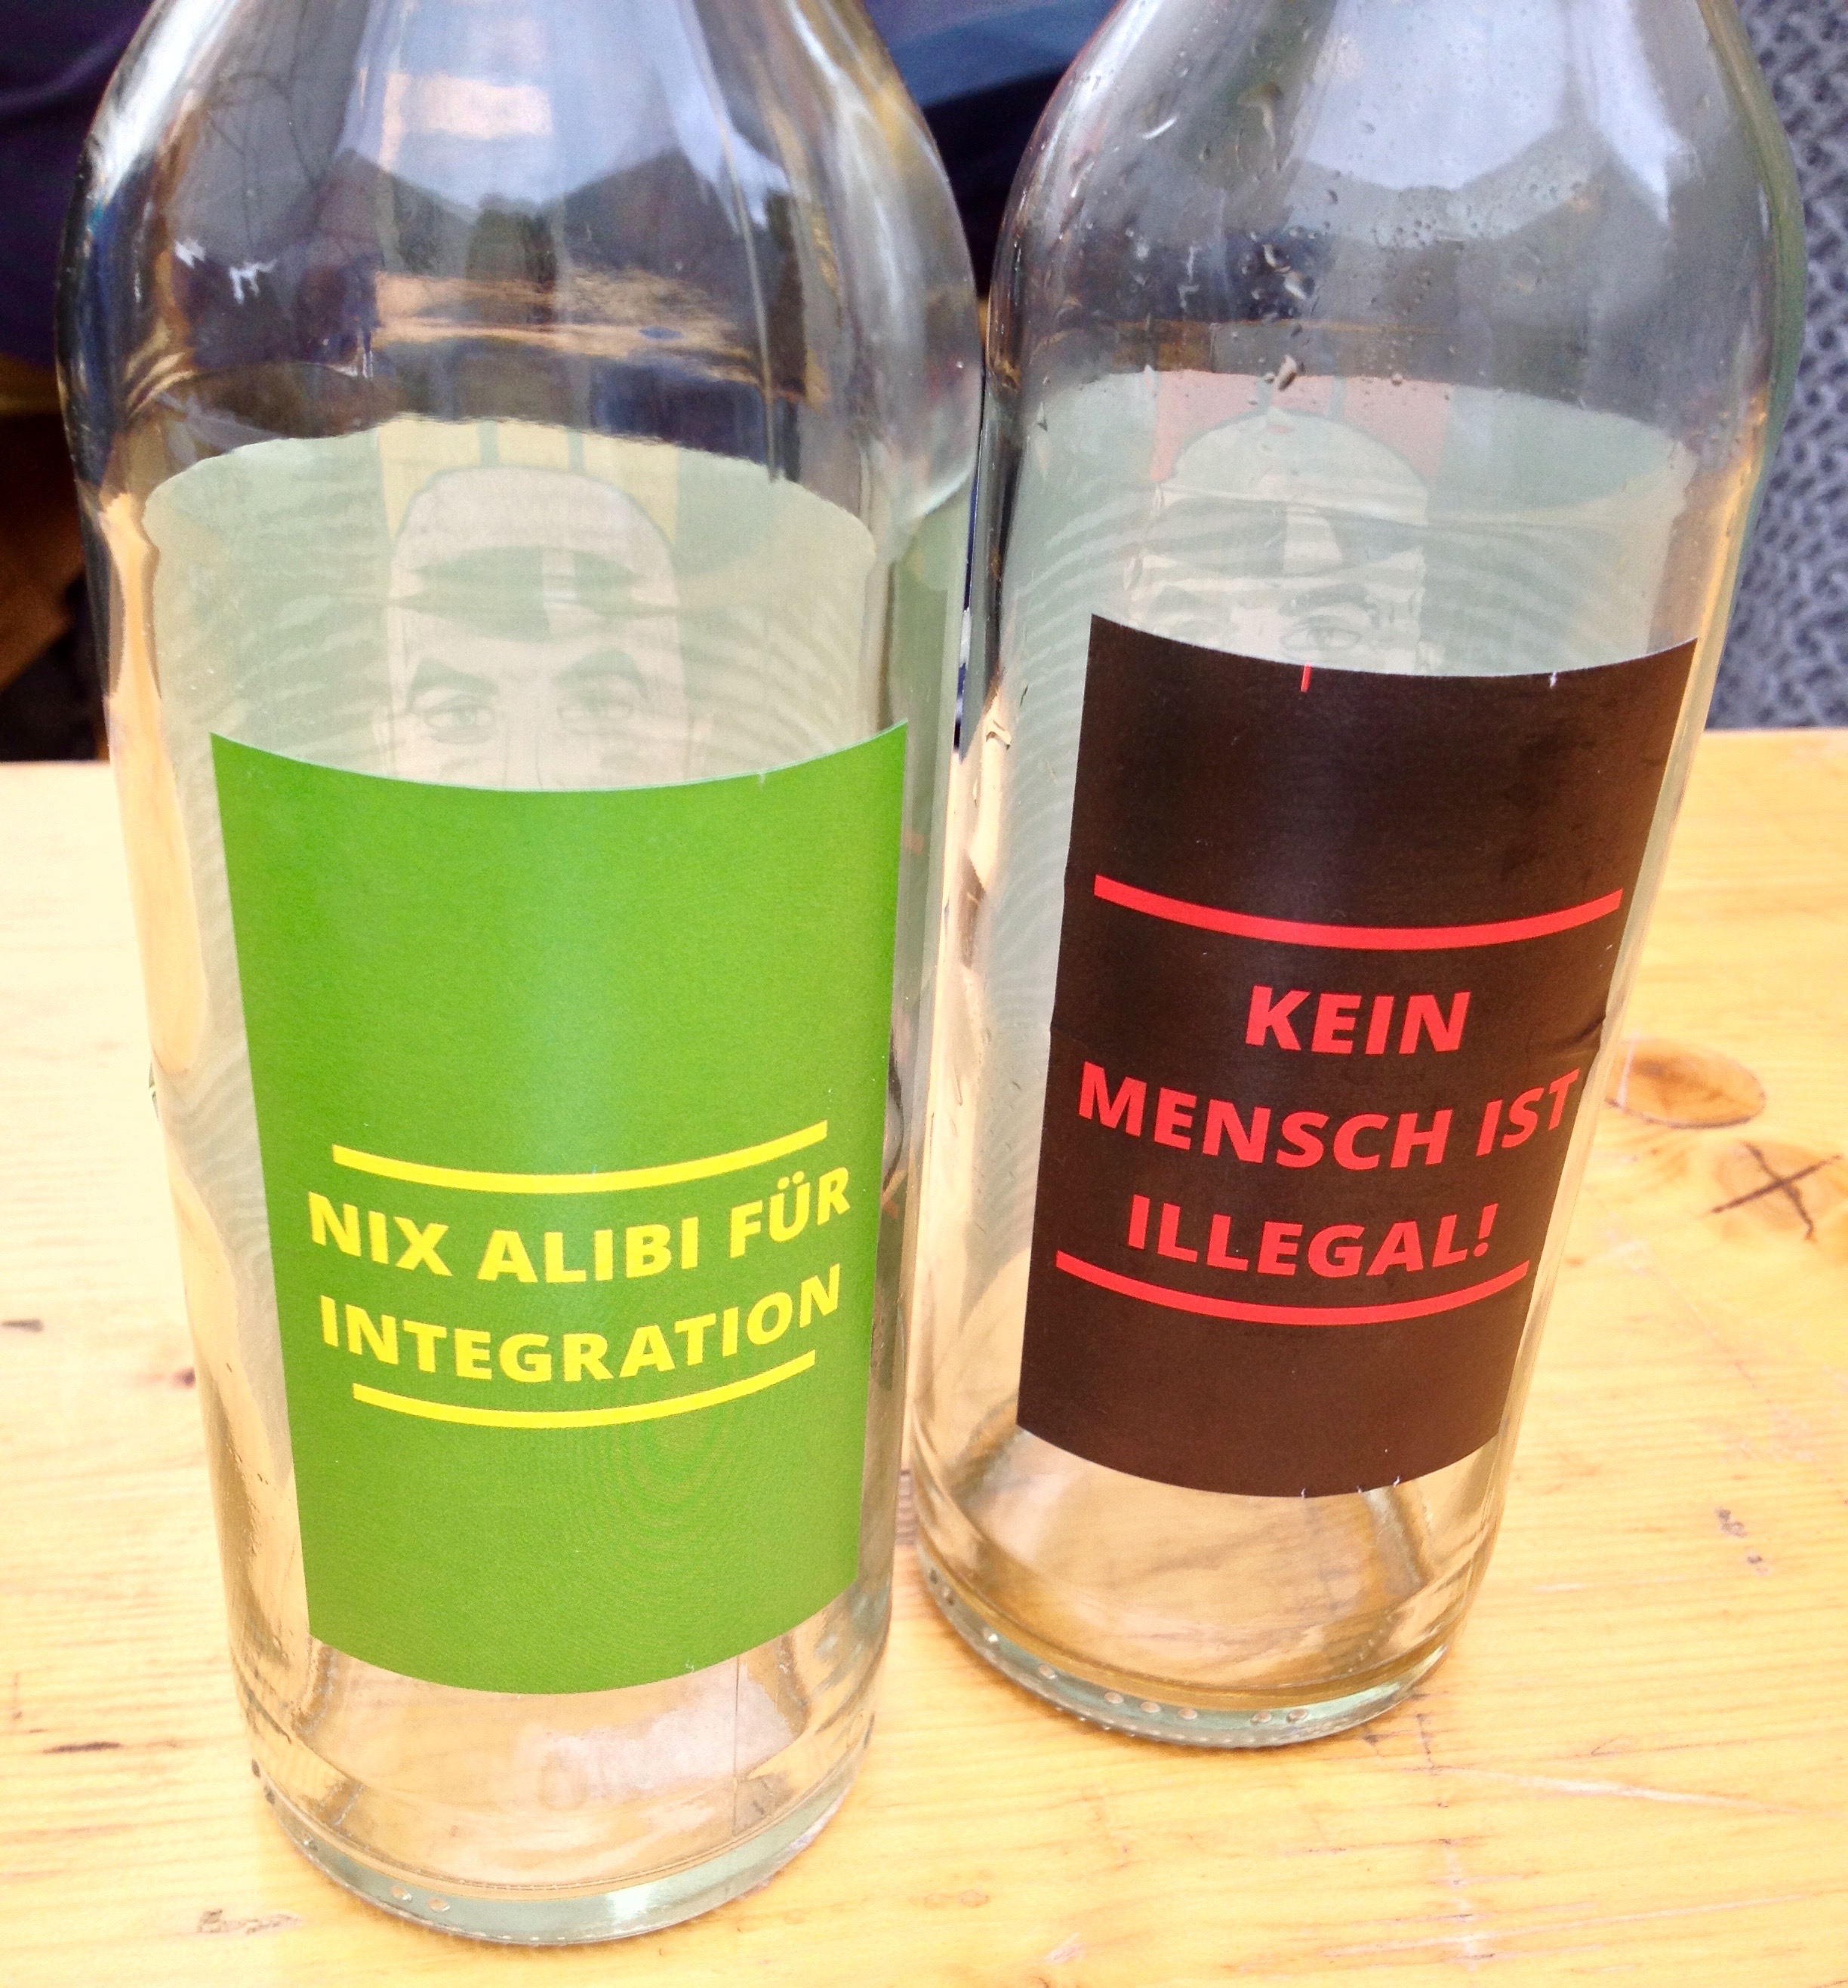 NIX ALIBI FÜR
INTEGRATION
KEIN
MENSCH IST
ILLEGAL!